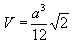 V = a³/12 √2